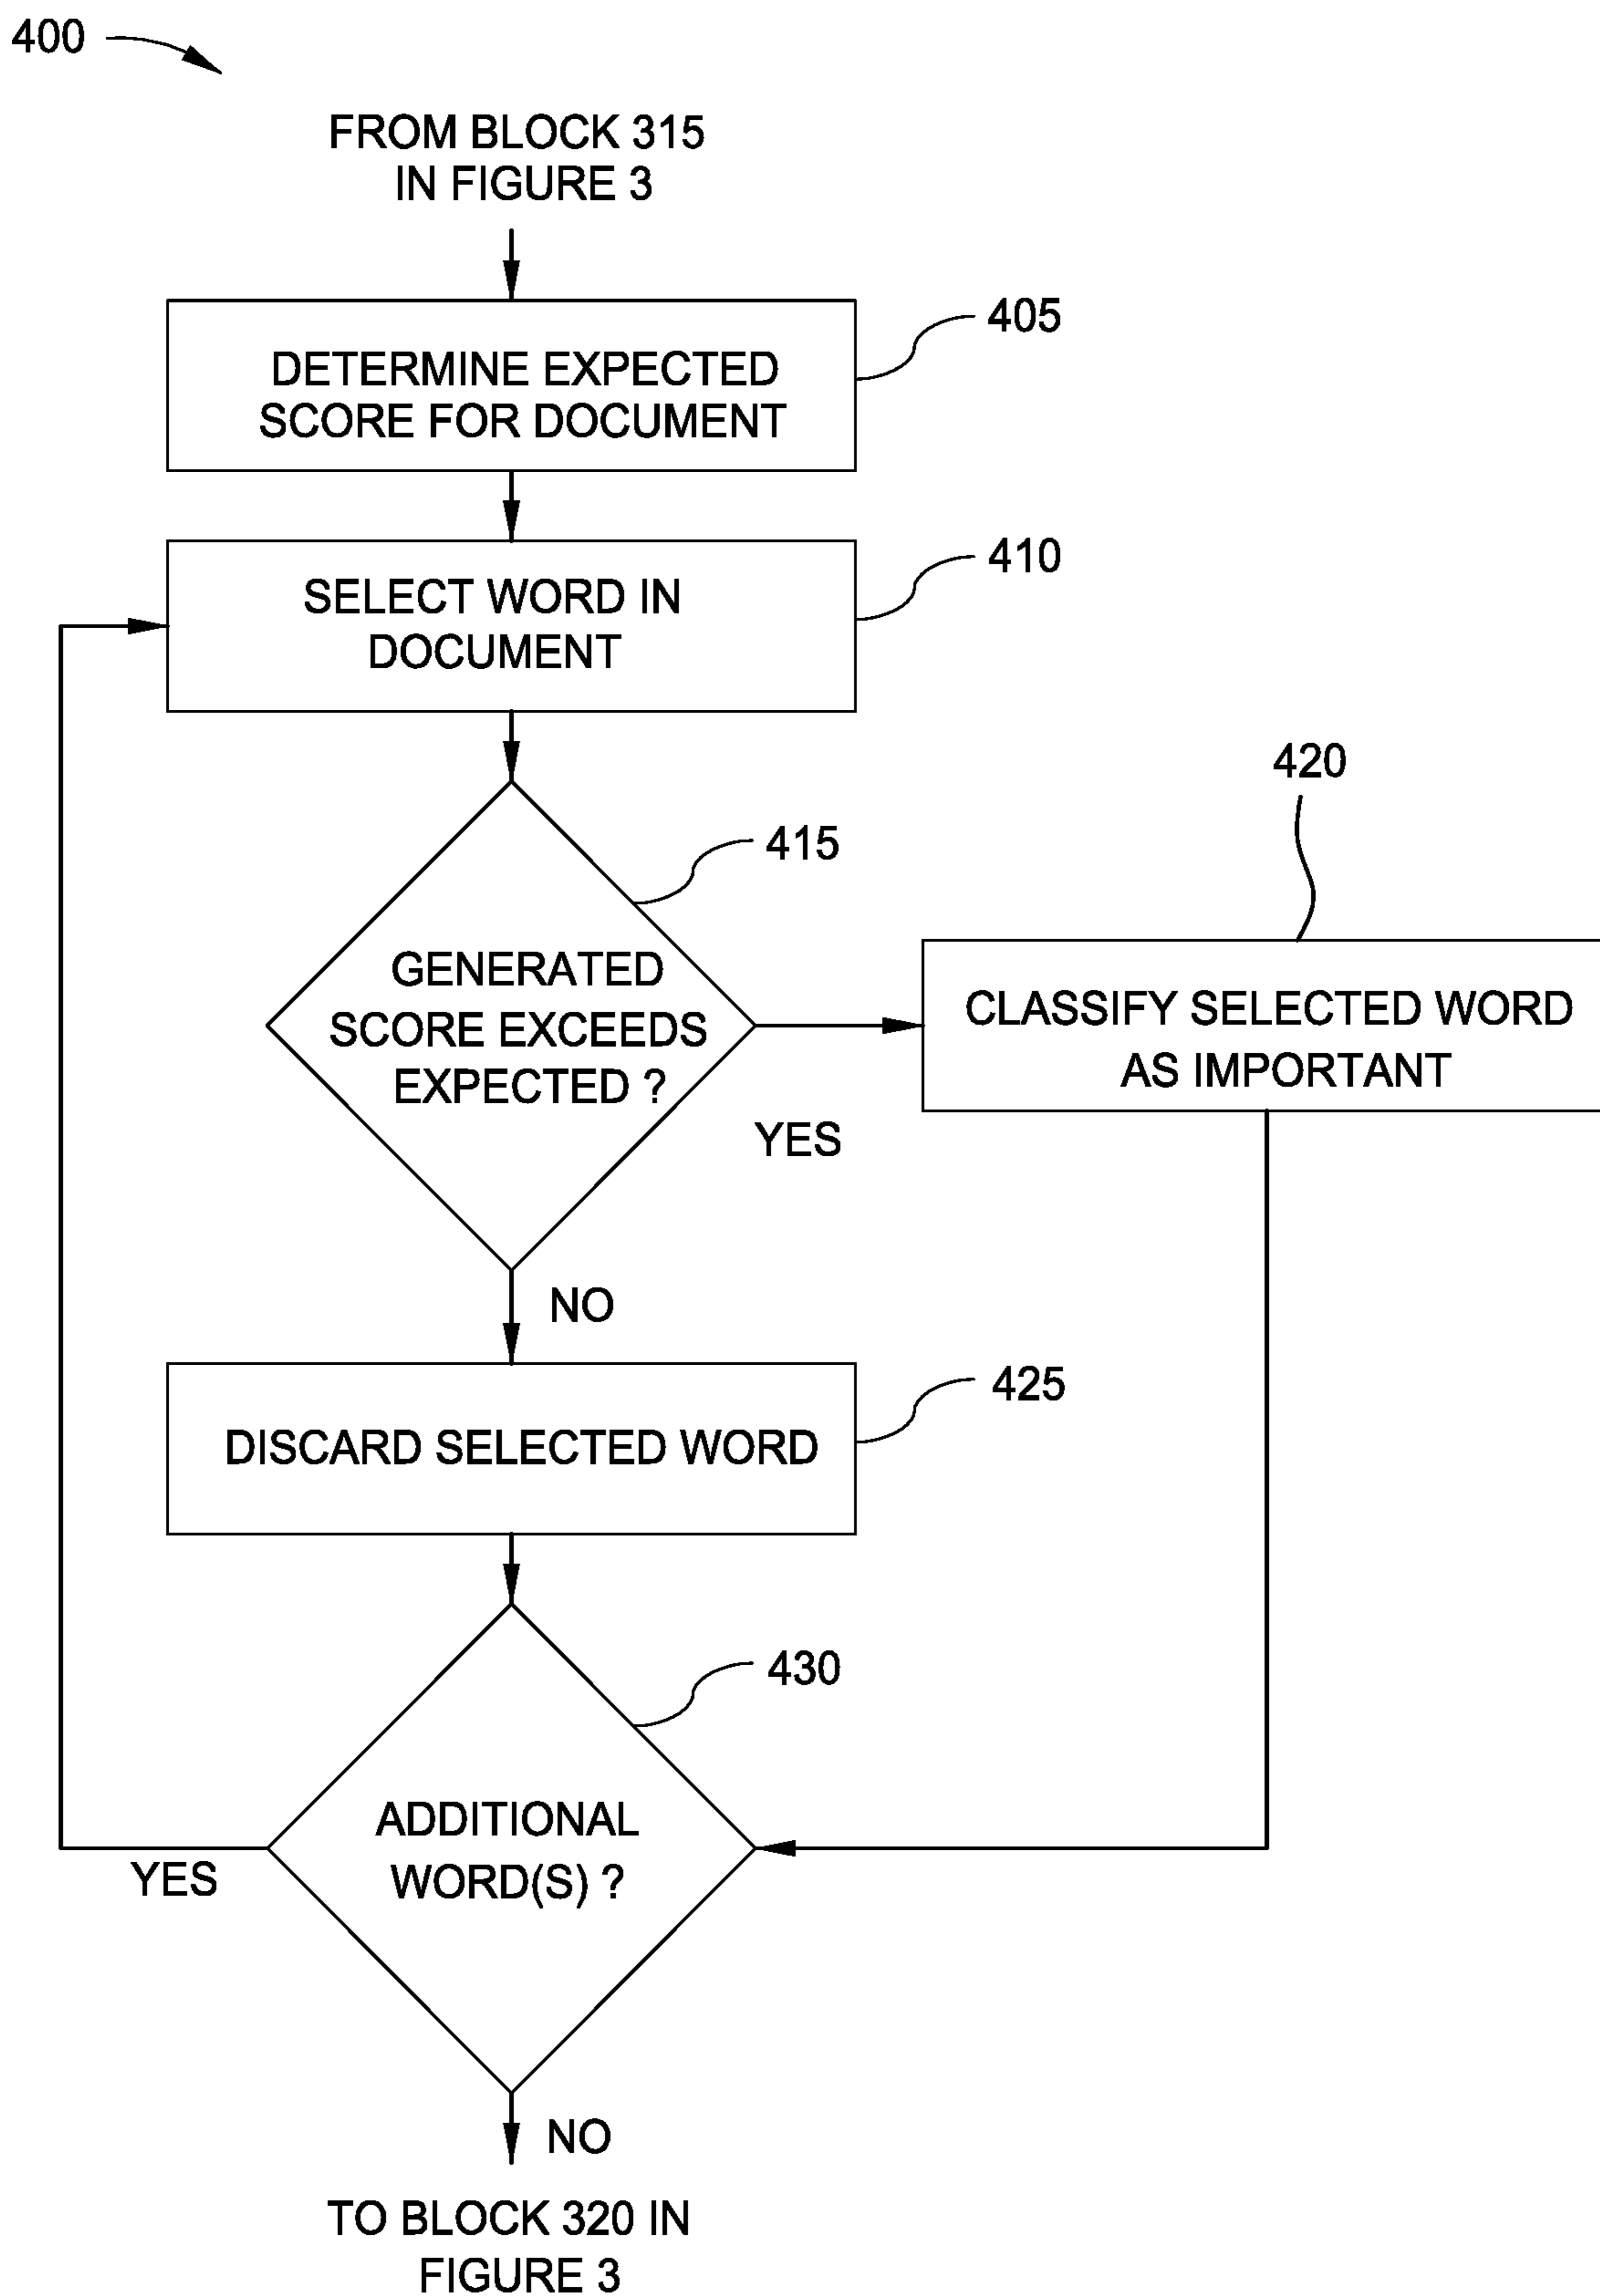 400
FROM BLOCK 315
IN FIGURE 3
405
DETERMINE EXPECTED
SCORE FOR DOCUMENT
410
SELECT WORD IN
DOCUMENT
415
GENERATED
SCORE EXCEEDS
EXPECTED ?
YES
420
CLASSIFY SELECTED WORD
AS IMPORTANT
NO
425
DISCARD SELECTED WORD
430
ADDITIONAL
WORD(S) ?
YES
NO
TO BLOCK 320 IN
FIGURE 3